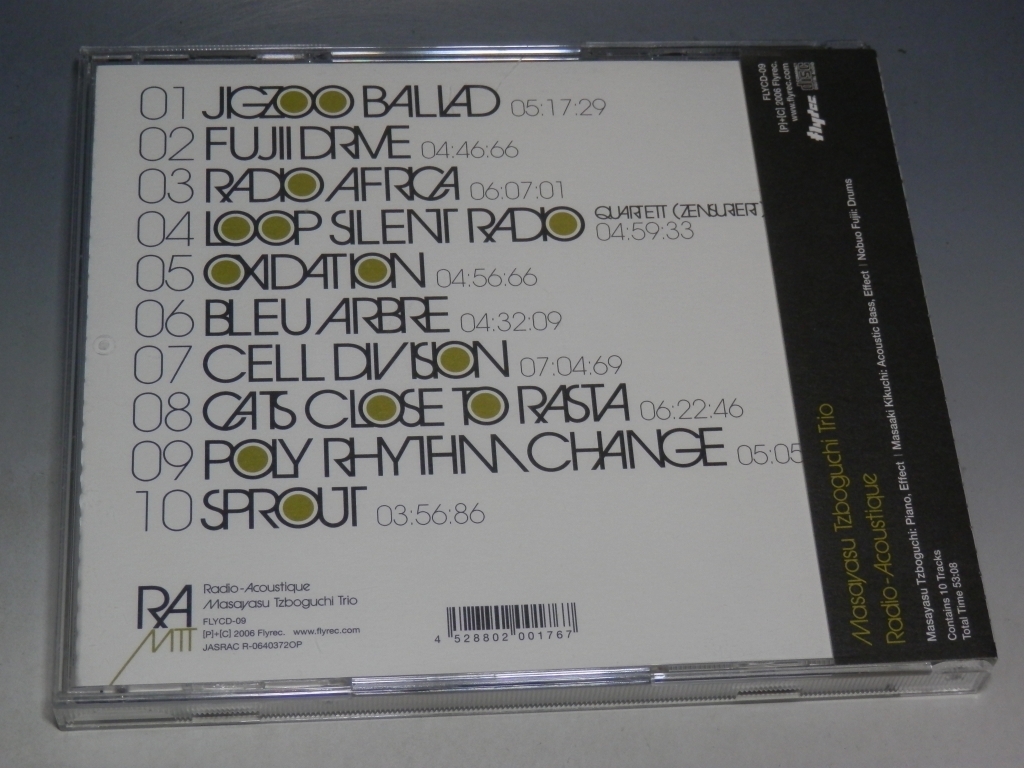 01 JIGZOO BALLAD 05:17:29
02 FUJII DRIVE 04:46:66
03 RADIO AFRICA 06:07:01
04 LOOP SILENT RADIO QUARTETT (ZENSURIERT) 04:59:33
05 OXIDATION 04:56:66
06 BLEU ARBRE 04:32:09
07 CELL DIVISION 07:04:69
08 CATS CLOSE TO RASTA 06:22:46
09 POLY RHYTHM CHANGE 05:05
10 SPROUT 03:56:86
RA
MTT
Radio-Acoustique
Masayasu Tzboguchi Trio
FLYCD-09
[P]+[C] 2006 Flyrec. www.flyrec.com
JASRAC R-0640372OP
4 528802 001767
Masayasu Tzboguchi Trio
Radio-Acoustique
Masayasu Tzboguchi: Piano, Effect | Masaaki Kikuchi: Acoustic Bass, Effect | Nobuo Fujii: Drums
Contains 10 Tracks
Total Time 53:08
FLYCD-09
[P]+[C] 2006 Flyrec.
www.flyrec.com
flyrec